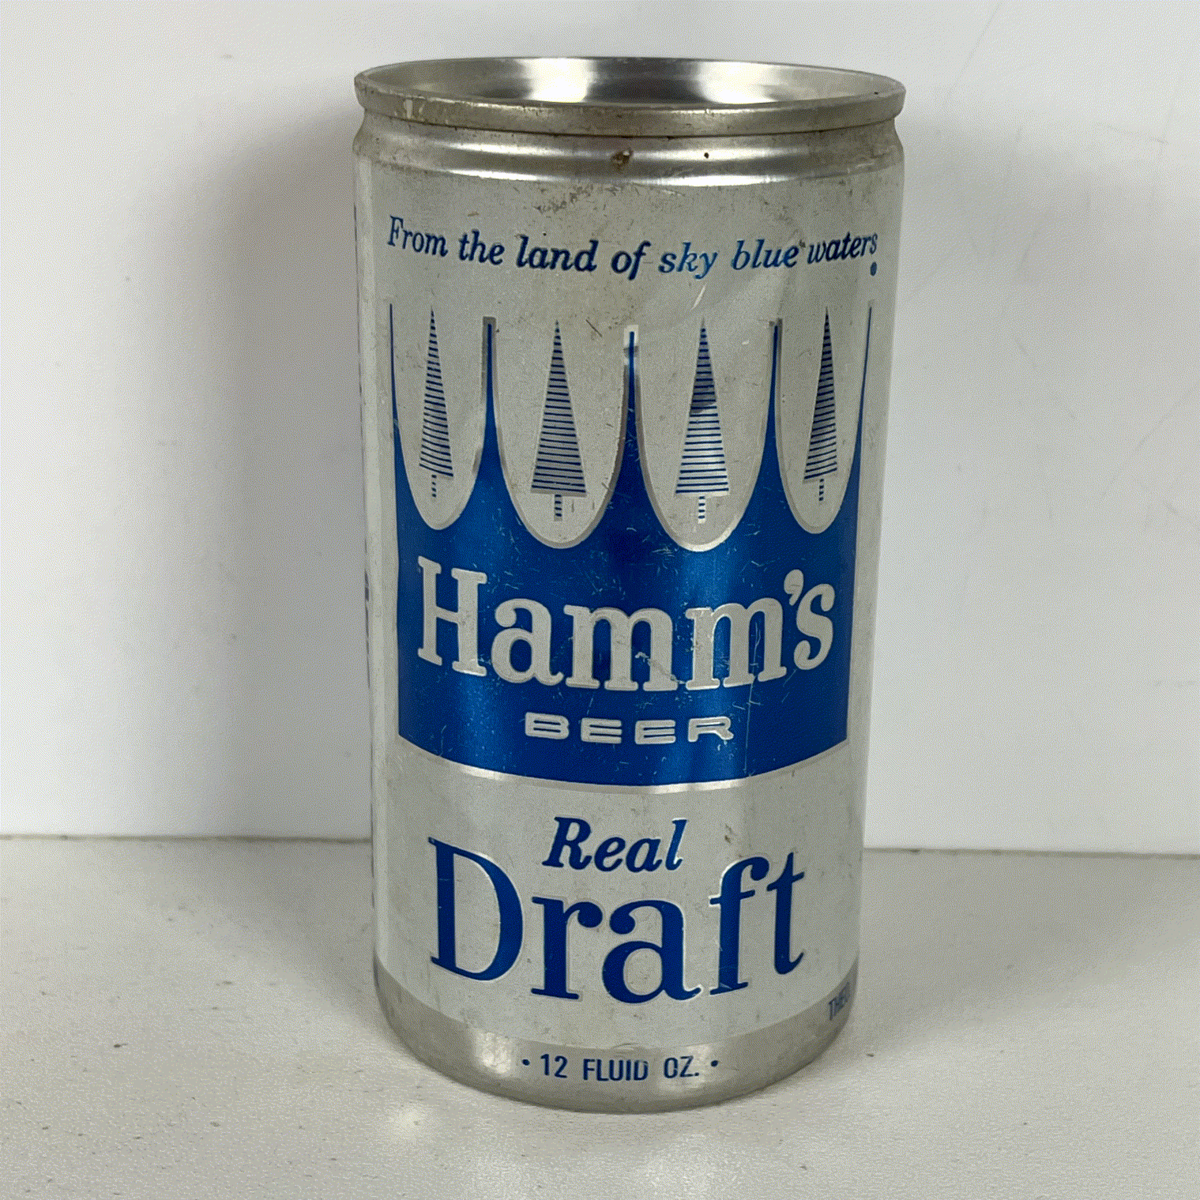 From the land of sky blue waters
Hamm's
BEER
Real
Draft
• 12 FLUID OZ. •